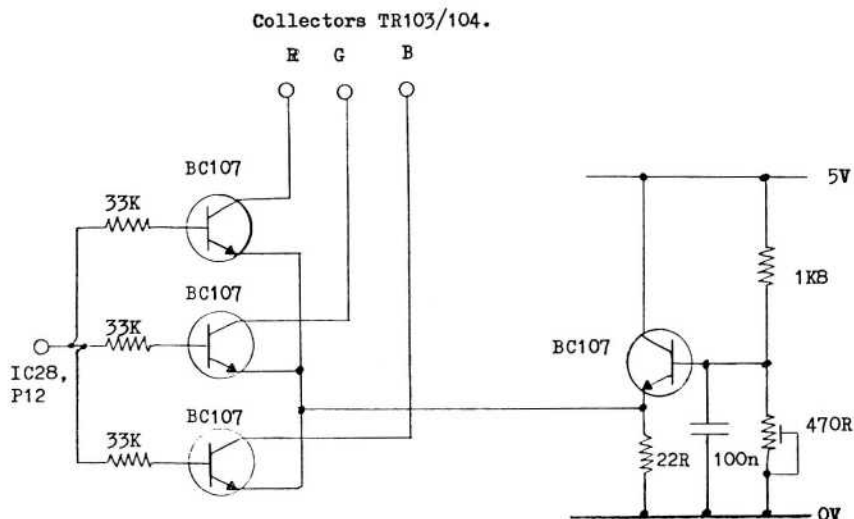 Collectors TR103/104.
R G B
BC107
33K
5V
BC107
33K
1K8
BC107
IC28,
P12
BC107
33K
470R
22R
100n
0V